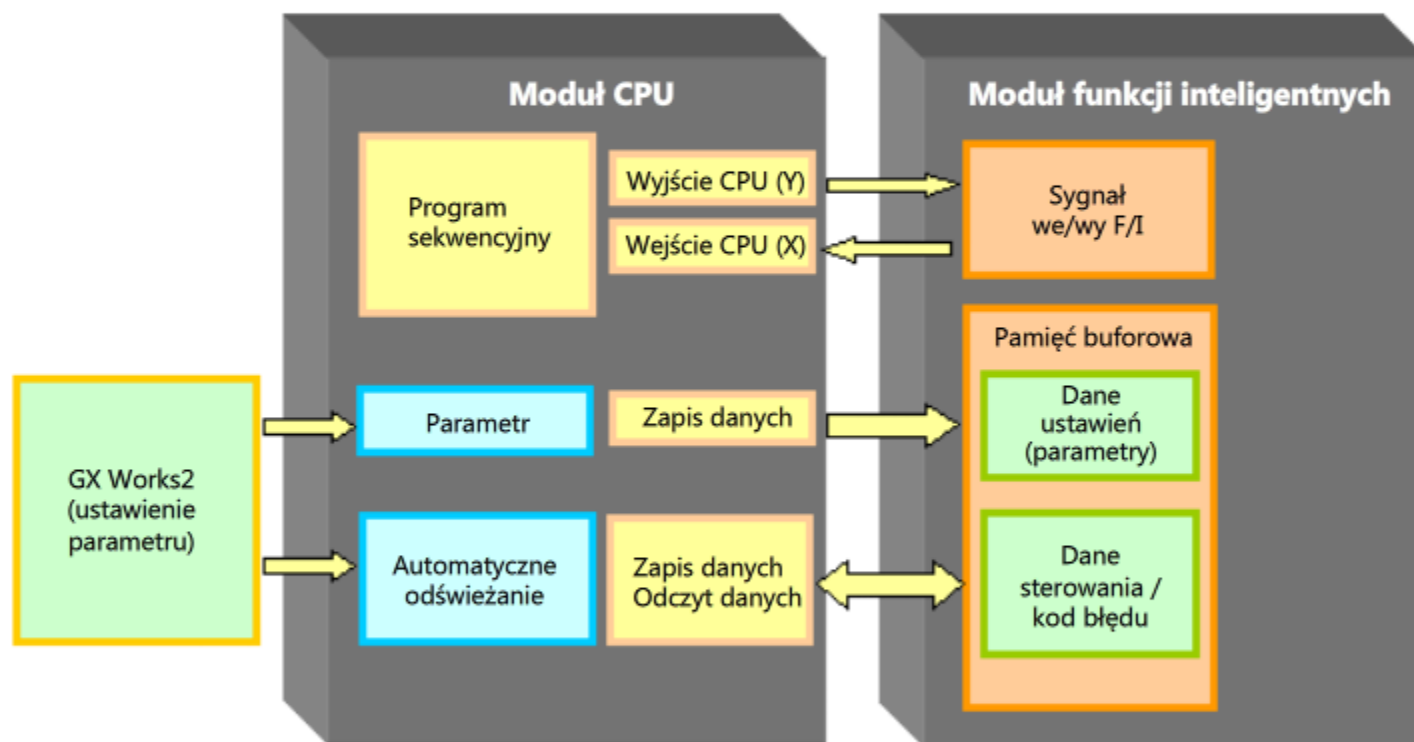 Moduł CPU
Moduł funkcji inteligentnych
Program
sekwencyjny
Wyjście CPU (Y)
Wejście CPU (X)
Sygnał
we/wy F/I
Pamięć buforowa
GX Works2
(ustawienie
parametru)
Parametr
Zapis danych
Dane
ustawień
(parametry)
Automatyczne
odświeżanie
Zapis danych
Odczyt danych
Dane
sterowania /
kod błędu